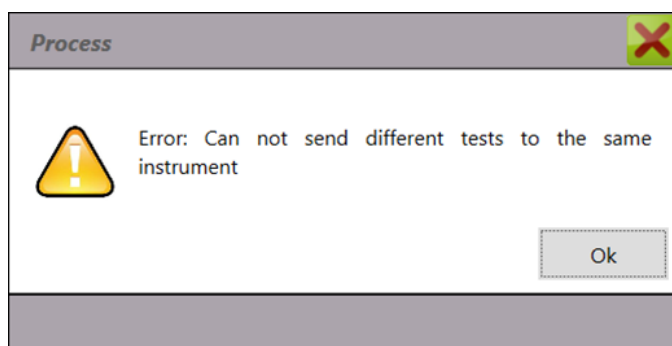 Process
Error: Can not send different tests to the same
instrument
Ok